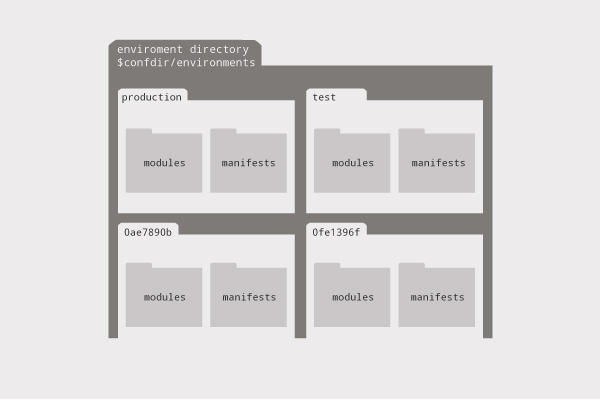 enviroment directory
$confdir/environments
production
test
modules
manifests
modules
manifests
0ae7890b
0fe1396f
modules
manifests
modules
manifests